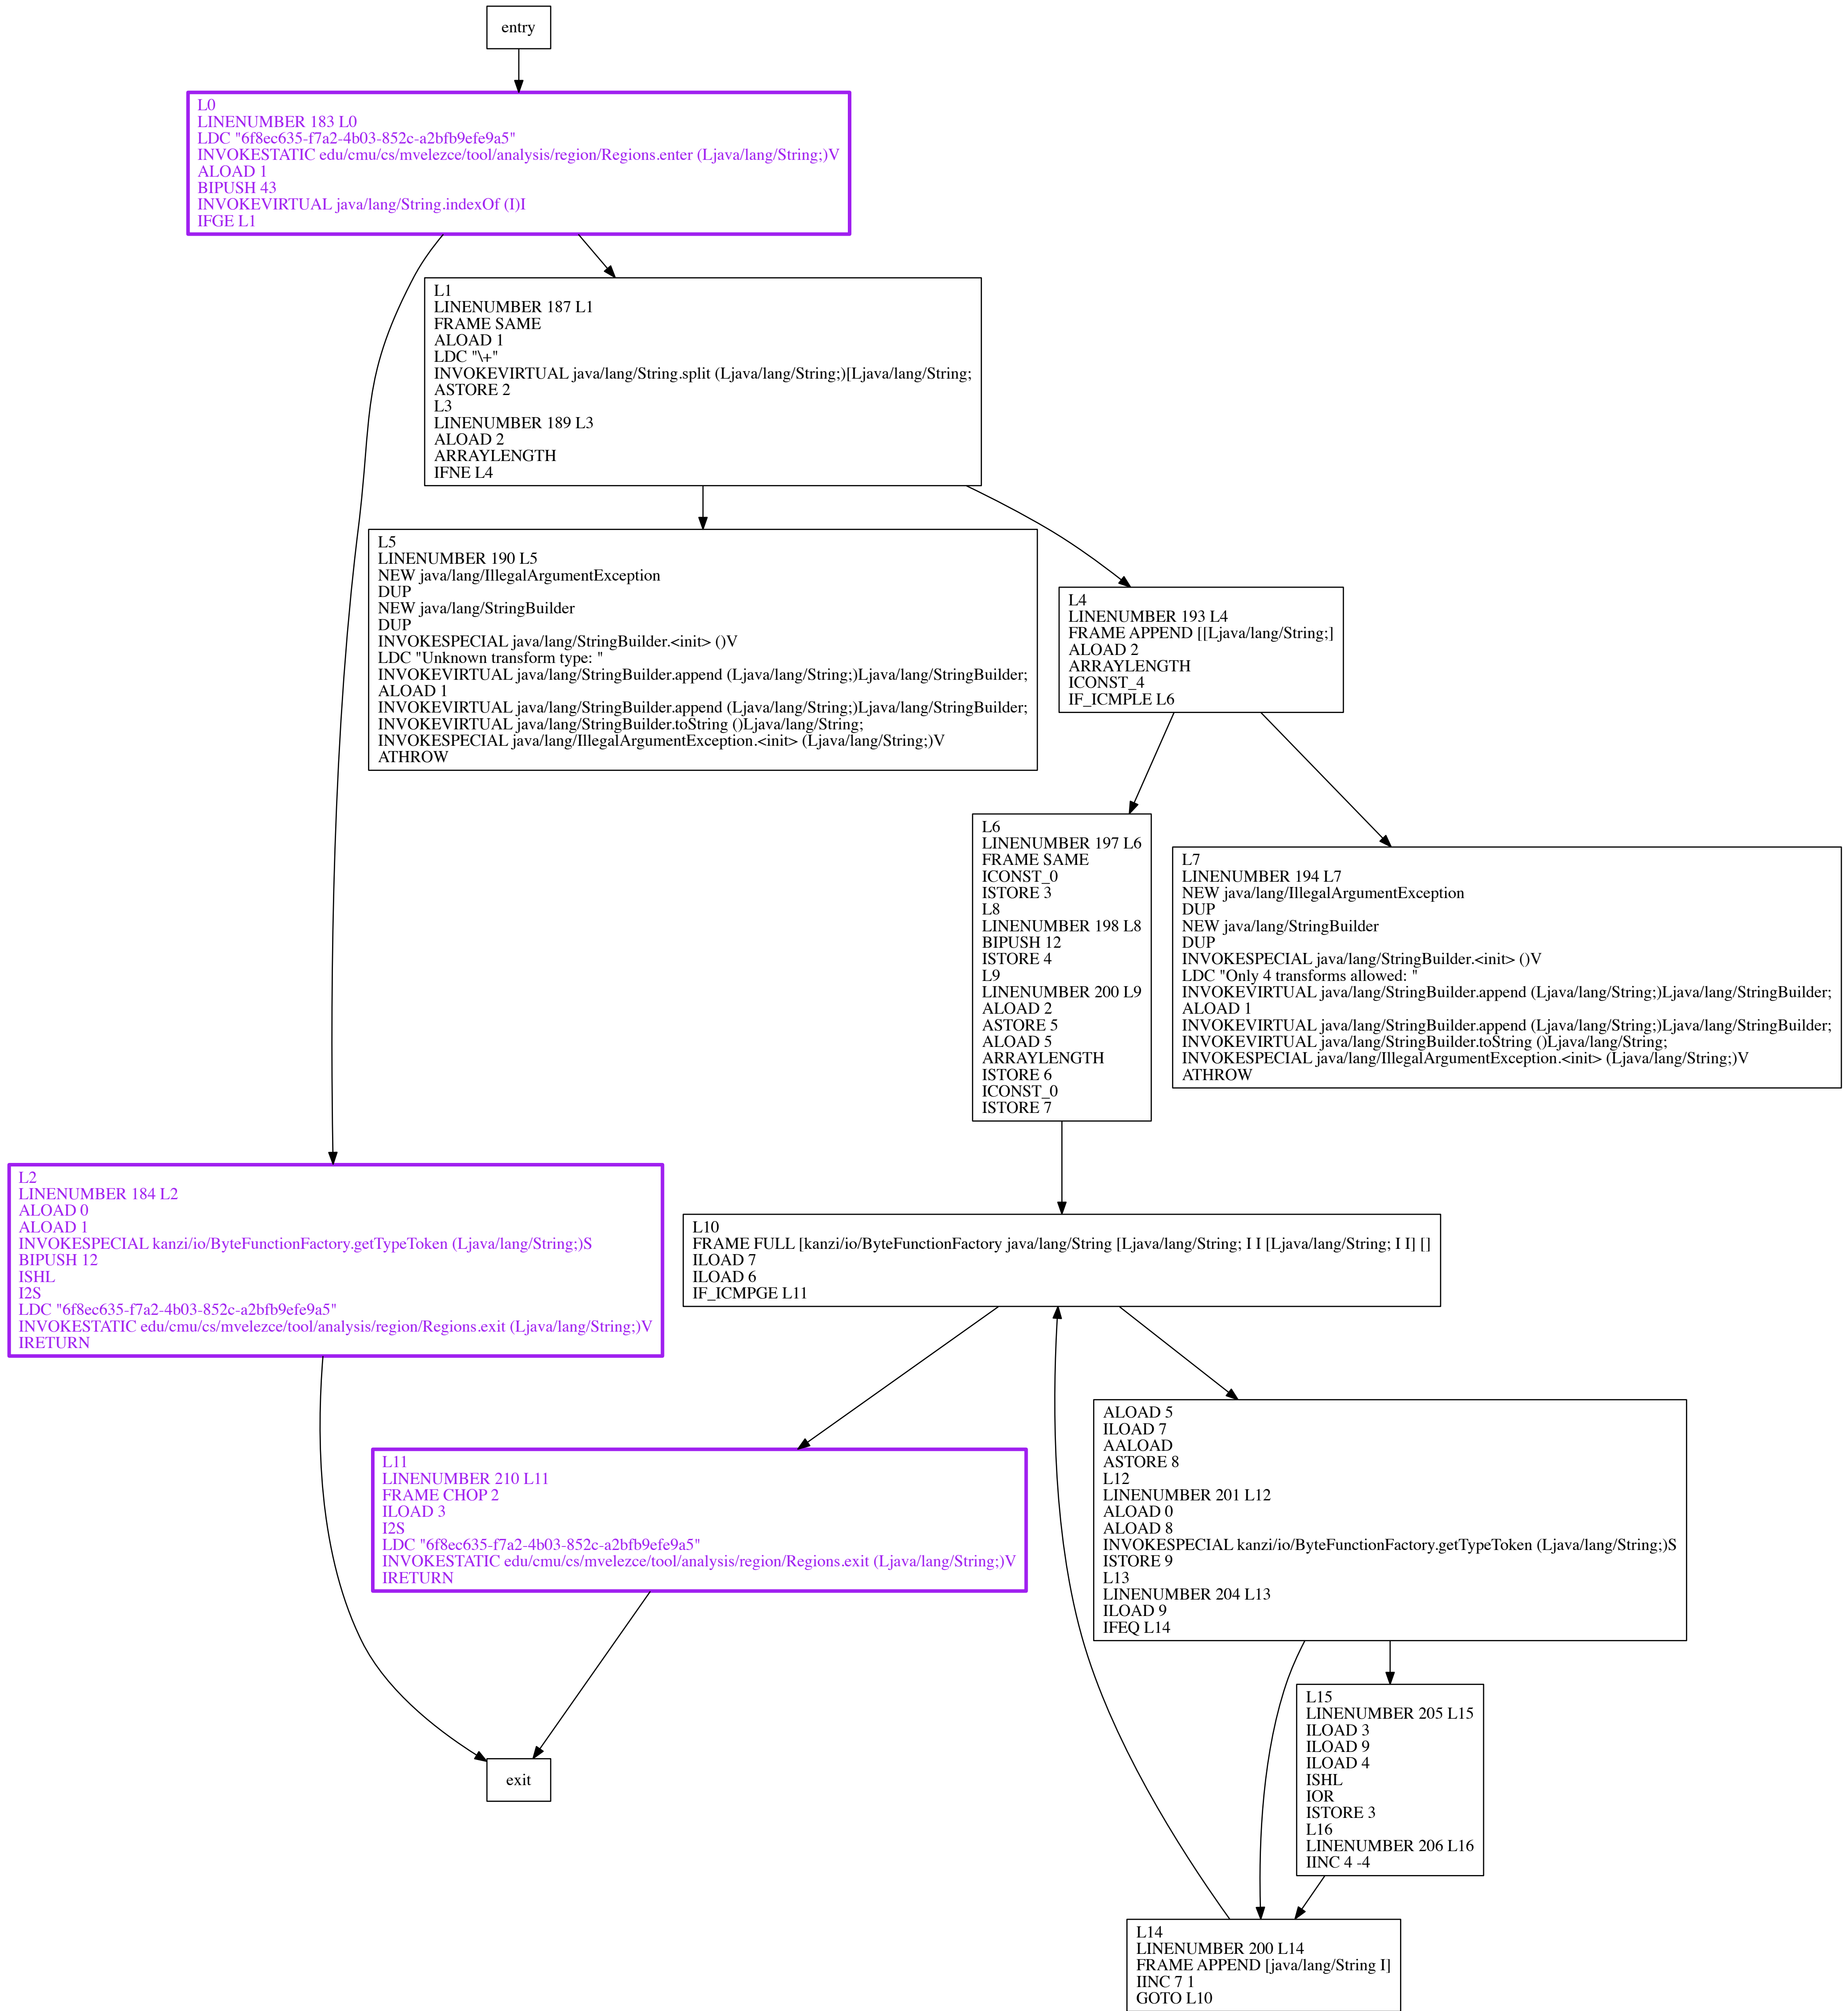 entry
L0
LINENUMBER 183 L0
LDC "6f8ec635-f7a2-4b03-852c-a2bfb9efe9a5"
INVOKESTATIC edu/cmu/cs/mvelezce/tool/analysis/region/Regions.enter (Ljava/lang/String;)V
ALOAD 1
BIPUSH 43
INVOKEVIRTUAL java/lang/String.indexOf (I)I
IFGE L1
L1
LINENUMBER 187 L1
FRAME SAME
ALOAD 1
LDC "\+"
INVOKEVIRTUAL java/lang/String.split (Ljava/lang/String;)[Ljava/lang/String;
ASTORE 2
L3
LINENUMBER 189 L3
ALOAD 2
ARRAYLENGTH
IFNE L4
L5
LINENUMBER 190 L5
NEW java/lang/IllegalArgumentException
DUP
NEW java/lang/StringBuilder
DUP
INVOKESPECIAL java/lang/StringBuilder.<init> ()V
LDC "Unknown transform type: "
INVOKEVIRTUAL java/lang/StringBuilder.append (Ljava/lang/String;)Ljava/lang/StringBuilder;
ALOAD 1
INVOKEVIRTUAL java/lang/StringBuilder.append (Ljava/lang/String;)Ljava/lang/StringBuilder;
INVOKEVIRTUAL java/lang/StringBuilder.toString ()Ljava/lang/String;
INVOKESPECIAL java/lang/IllegalArgumentException.<init> (Ljava/lang/String;)V
ATHROW
L4
LINENUMBER 193 L4
FRAME APPEND [[Ljava/lang/String;]
ALOAD 2
ARRAYLENGTH
ICONST_4
IF_ICMPLE L6
L6
LINENUMBER 197 L6
FRAME SAME
ICONST_0
ISTORE 3
L8
LINENUMBER 198 L8
BIPUSH 12
ISTORE 4
L9
LINENUMBER 200 L9
ALOAD 2
ASTORE 5
ALOAD 5
ARRAYLENGTH
ISTORE 6
ICONST_0
ISTORE 7
L7
LINENUMBER 194 L7
NEW java/lang/IllegalArgumentException
DUP
NEW java/lang/StringBuilder
DUP
INVOKESPECIAL java/lang/StringBuilder.<init> ()V
LDC "Only 4 transforms allowed: "
INVOKEVIRTUAL java/lang/StringBuilder.append (Ljava/lang/String;)Ljava/lang/StringBuilder;
ALOAD 1
INVOKEVIRTUAL java/lang/StringBuilder.append (Ljava/lang/String;)Ljava/lang/StringBuilder;
INVOKEVIRTUAL java/lang/StringBuilder.toString ()Ljava/lang/String;
INVOKESPECIAL java/lang/IllegalArgumentException.<init> (Ljava/lang/String;)V
ATHROW
L2
LINENUMBER 184 L2
ALOAD 0
ALOAD 1
INVOKESPECIAL kanzi/io/ByteFunctionFactory.getTypeToken (Ljava/lang/String;)S
BIPUSH 12
ISHL
I2S
LDC "6f8ec635-f7a2-4b03-852c-a2bfb9efe9a5"
INVOKESTATIC edu/cmu/cs/mvelezce/tool/analysis/region/Regions.exit (Ljava/lang/String;)V
IRETURN
L10
FRAME FULL [kanzi/io/ByteFunctionFactory java/lang/String [Ljava/lang/String; I I [Ljava/lang/String; I I] []
ILOAD 7
ILOAD 6
IF_ICMPGE L11
L11
LINENUMBER 210 L11
FRAME CHOP 2
ILOAD 3
I2S
LDC "6f8ec635-f7a2-4b03-852c-a2bfb9efe9a5"
INVOKESTATIC edu/cmu/cs/mvelezce/tool/analysis/region/Regions.exit (Ljava/lang/String;)V
IRETURN
ALOAD 5
ILOAD 7
AALOAD
ASTORE 8
L12
LINENUMBER 201 L12
ALOAD 0
ALOAD 8
INVOKESPECIAL kanzi/io/ByteFunctionFactory.getTypeToken (Ljava/lang/String;)S
ISTORE 9
L13
LINENUMBER 204 L13
ILOAD 9
IFEQ L14
L15
LINENUMBER 205 L15
ILOAD 3
ILOAD 9
ILOAD 4
ISHL
IOR
ISTORE 3
L16
LINENUMBER 206 L16
IINC 4 -4
exit
L14
LINENUMBER 200 L14
FRAME APPEND [java/lang/String I]
IINC 7 1
GOTO L10